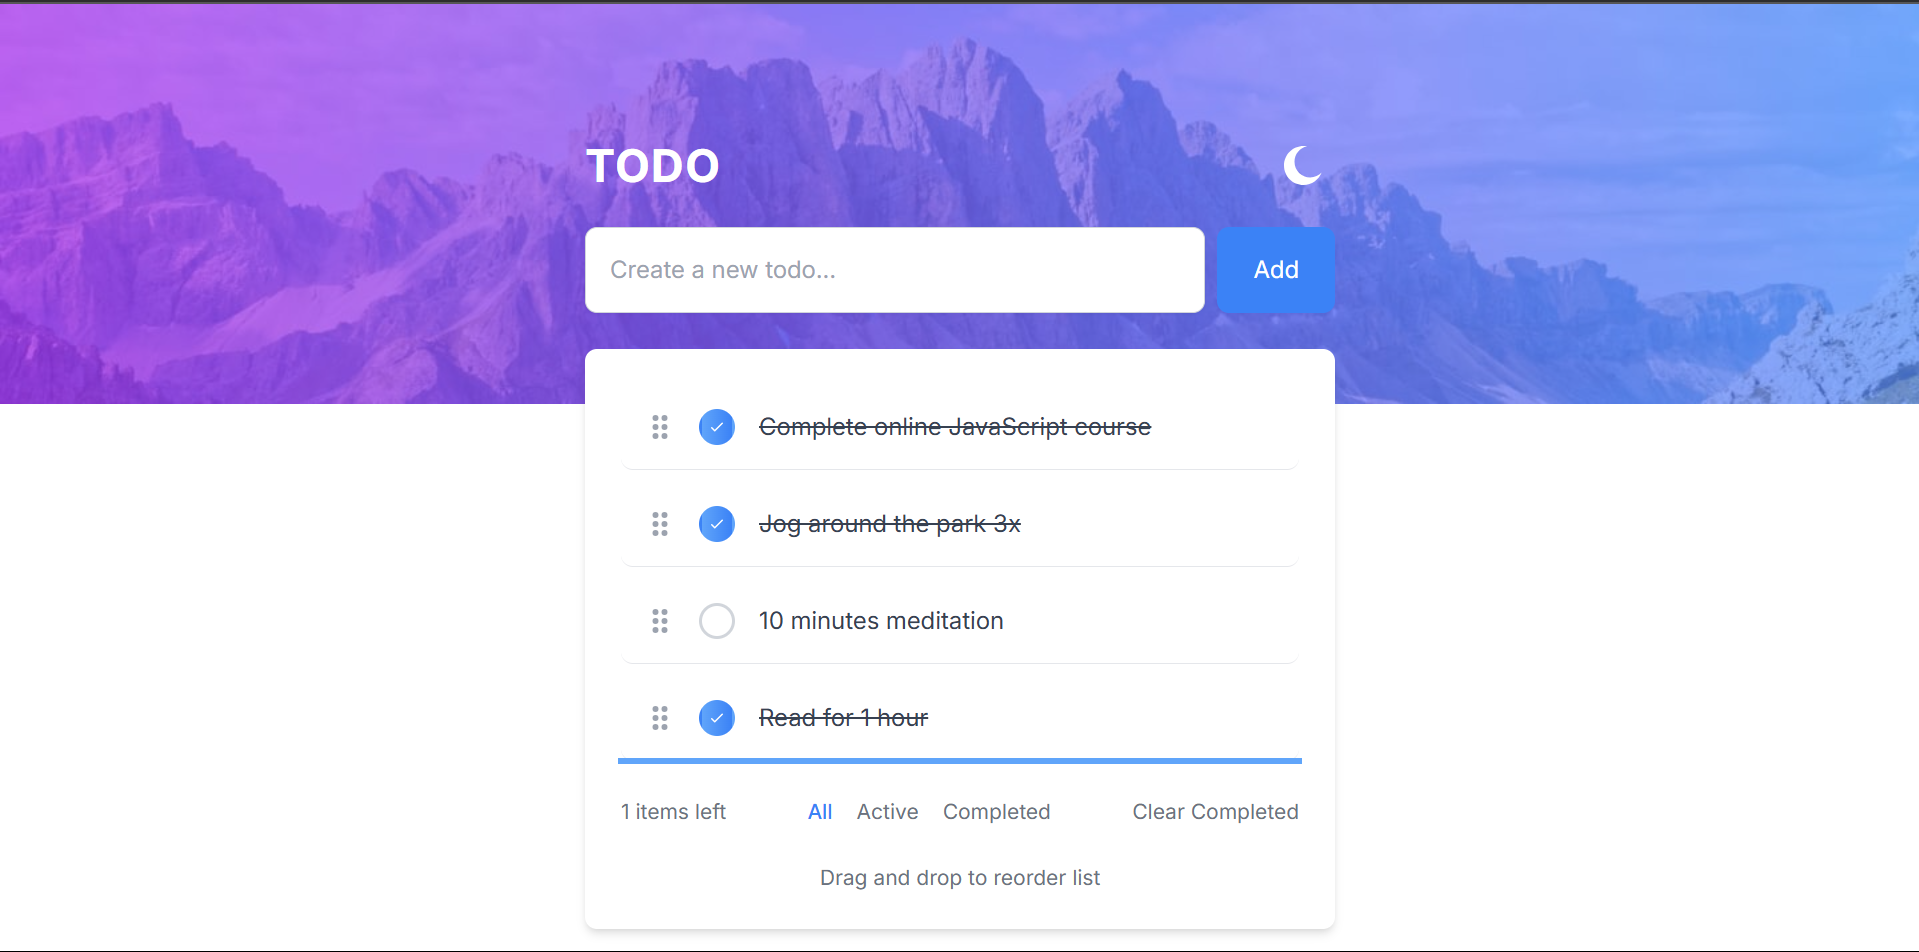 TODO
Create a new todo...
Add
Complete online JavaScript course
Jog around the park 3x
10 minutes meditation
Read for 1 hour
1 items left
All Active Completed
Clear Completed
Drag and drop to reorder list